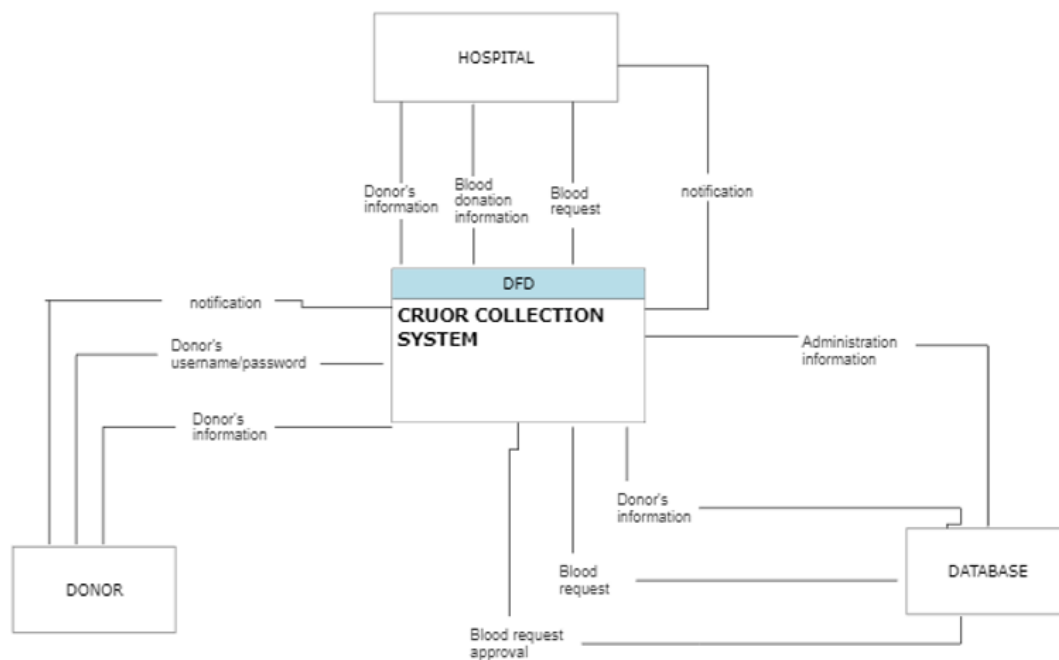 HOSPITAL
Donor's
information
Blood
donation
information
Blood
request
notification
DFD
CRUOR COLLECTION
SYSTEM
notification
Donor's
username/password
Donor's
information
Administration
information
Donor's
information
Blood
request
Blood request
approval
DONOR
DATABASE